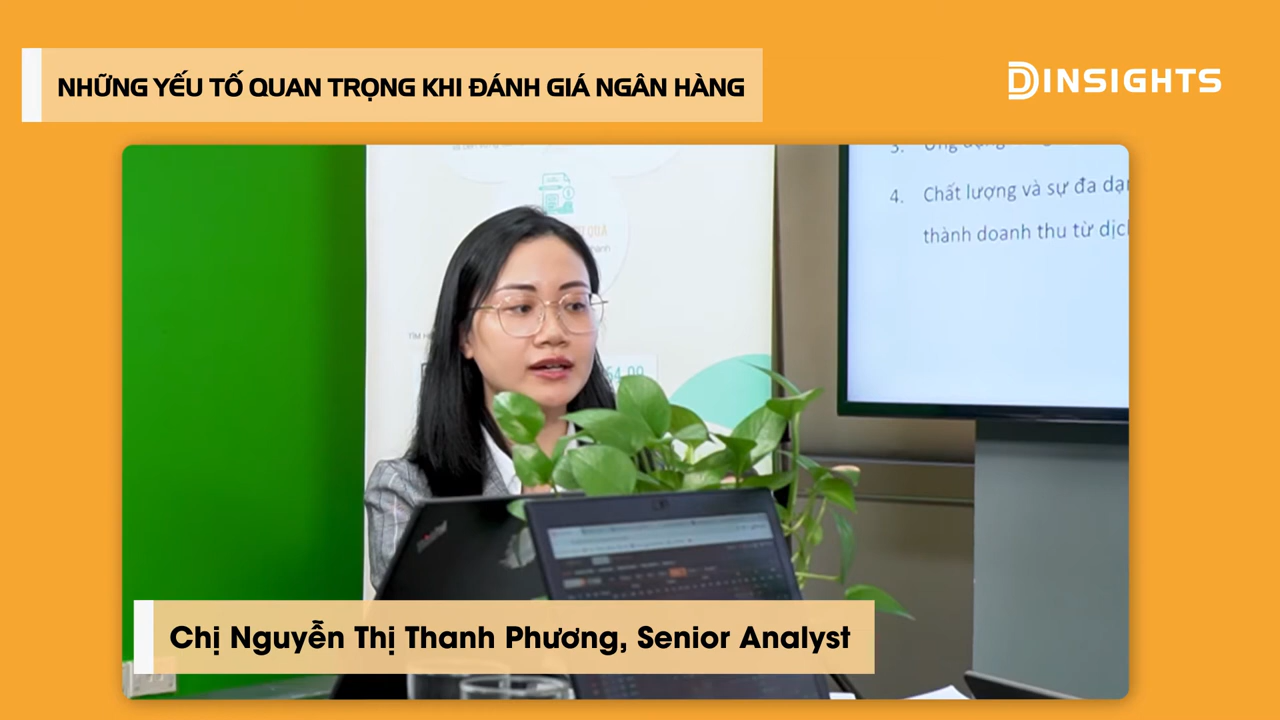 NHỮNG YẾU TỐ QUAN TRỌNG KHI ĐÁNH GIÁ NGÂN HÀNG
DINSIGHTS
3.
4. Chất lượng và sự đa dạ
thành doanh thu từ dịc
Chị Nguyễn Thị Thanh Phương, Senior Analyst